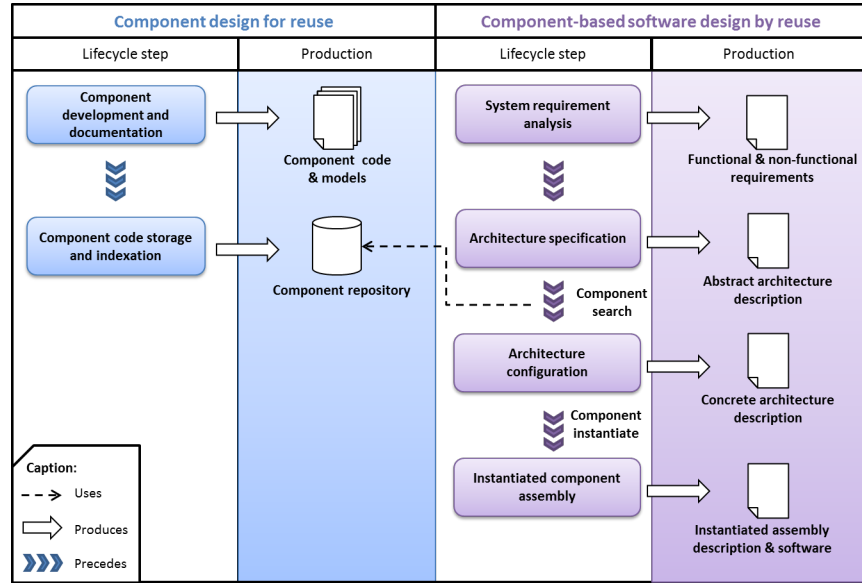 Component design for reuse
Component-based software design by reuse
Lifecycle step
Production
Lifecycle step
Production
Component
development and
documentation
Component code
& models
Component code storage
and indexation
Component repository
System requirement
analysis
Functional & non-functional
requirements
Architecture specification
Abstract architecture
description
Component
search
Architecture
configuration
Concrete architecture
description
Component
instantiate
Instantiated component
assembly
Instantiated assembly
description & software
Caption:
Uses
Produces
Precedes